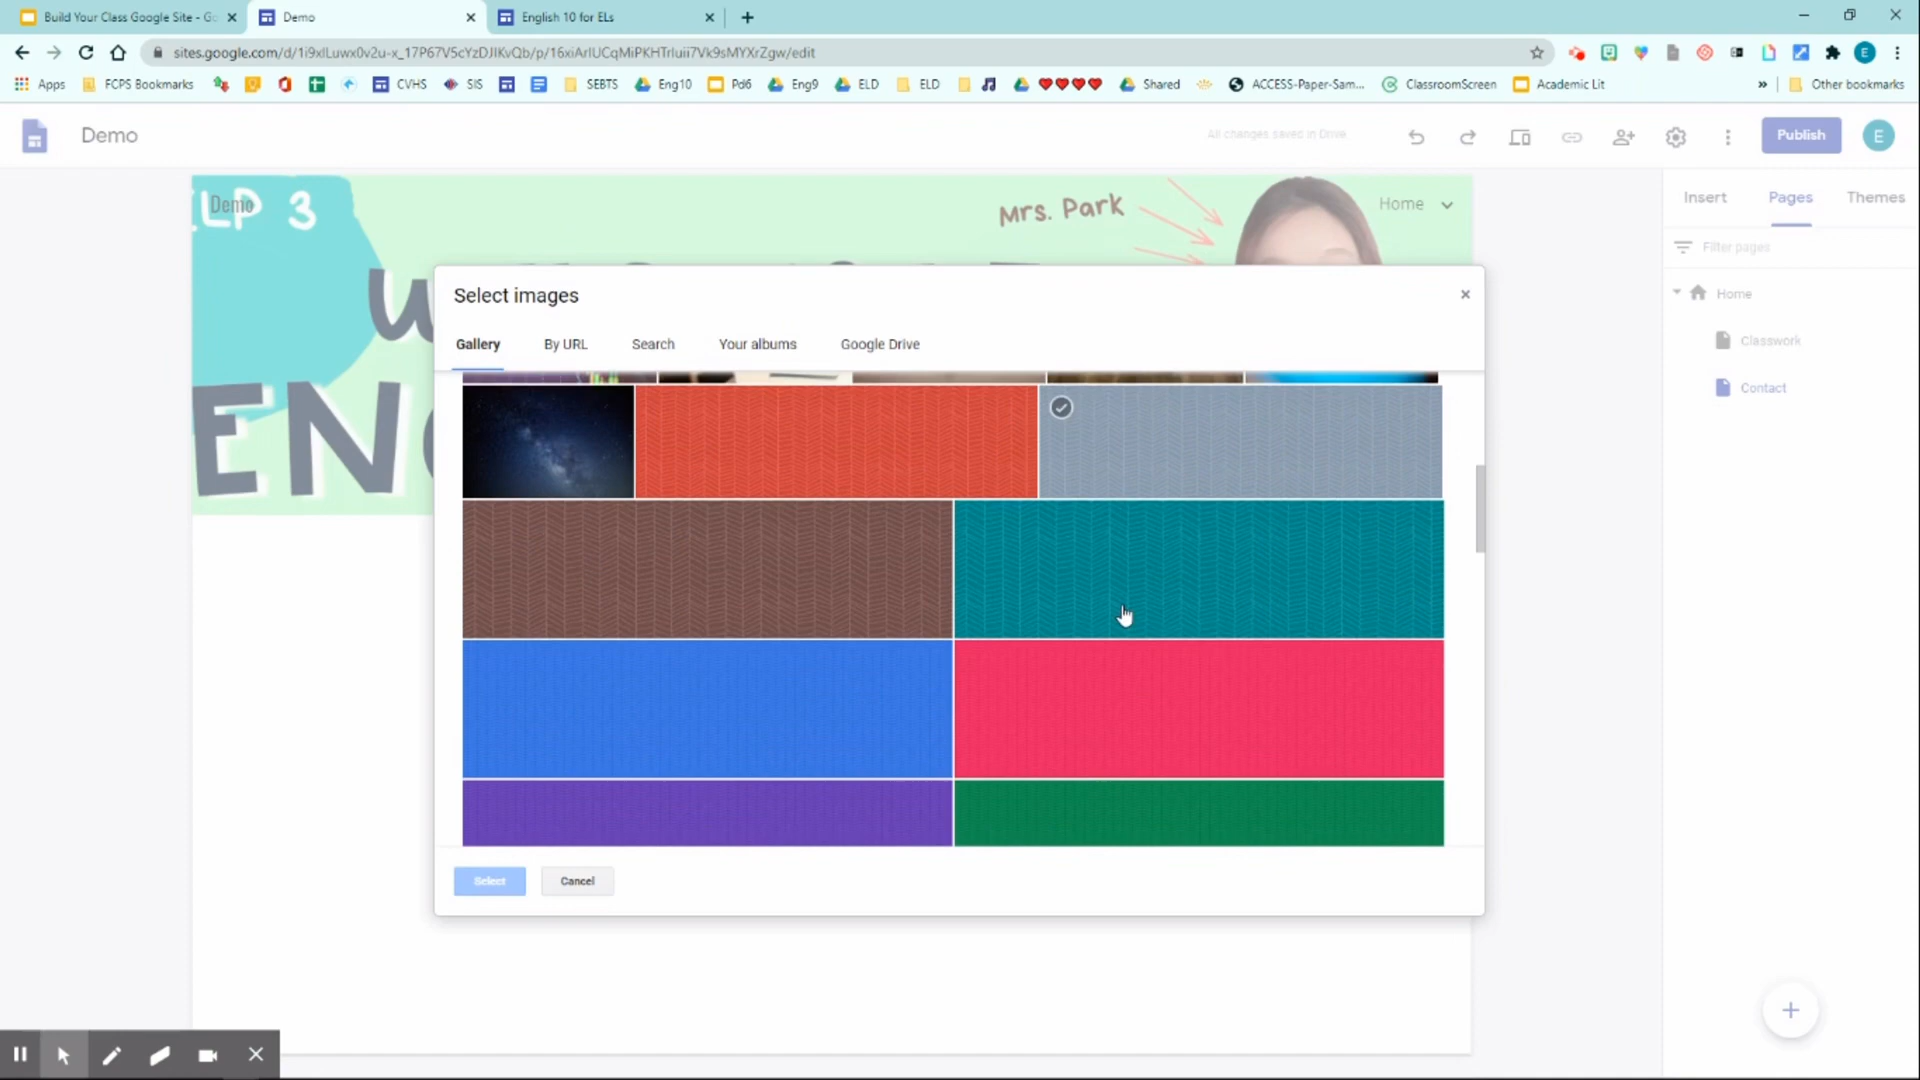 Build Your Class Google Site - Go
Demo
English 10 for ELs
sites.google.com/d/1i9xlLuwx0v2u-x_17P67V5cYzDJIKvQb/p/16xiArlUCqMiPKHTrluii7Vk9sMYXrZgw/edit
E
Apps
FCPS Bookmarks
CVHS
SIS
SEBTS
Eng10
Pd6
Eng9
ELD
ELD
Shared
ACCESS-Paper-Sam...
ClassroomScreen
Academic Lit
»
Other bookmarks
Demo
All changes saved in Drive
Publish
E
ELP 3
Demo
Mrs. Park
Home
Insert
Pages
Themes
Filter pages
Home
Classwork
Contact
Select images
Gallery
By URL
Search
Your albums
Google Drive
Select
Cancel